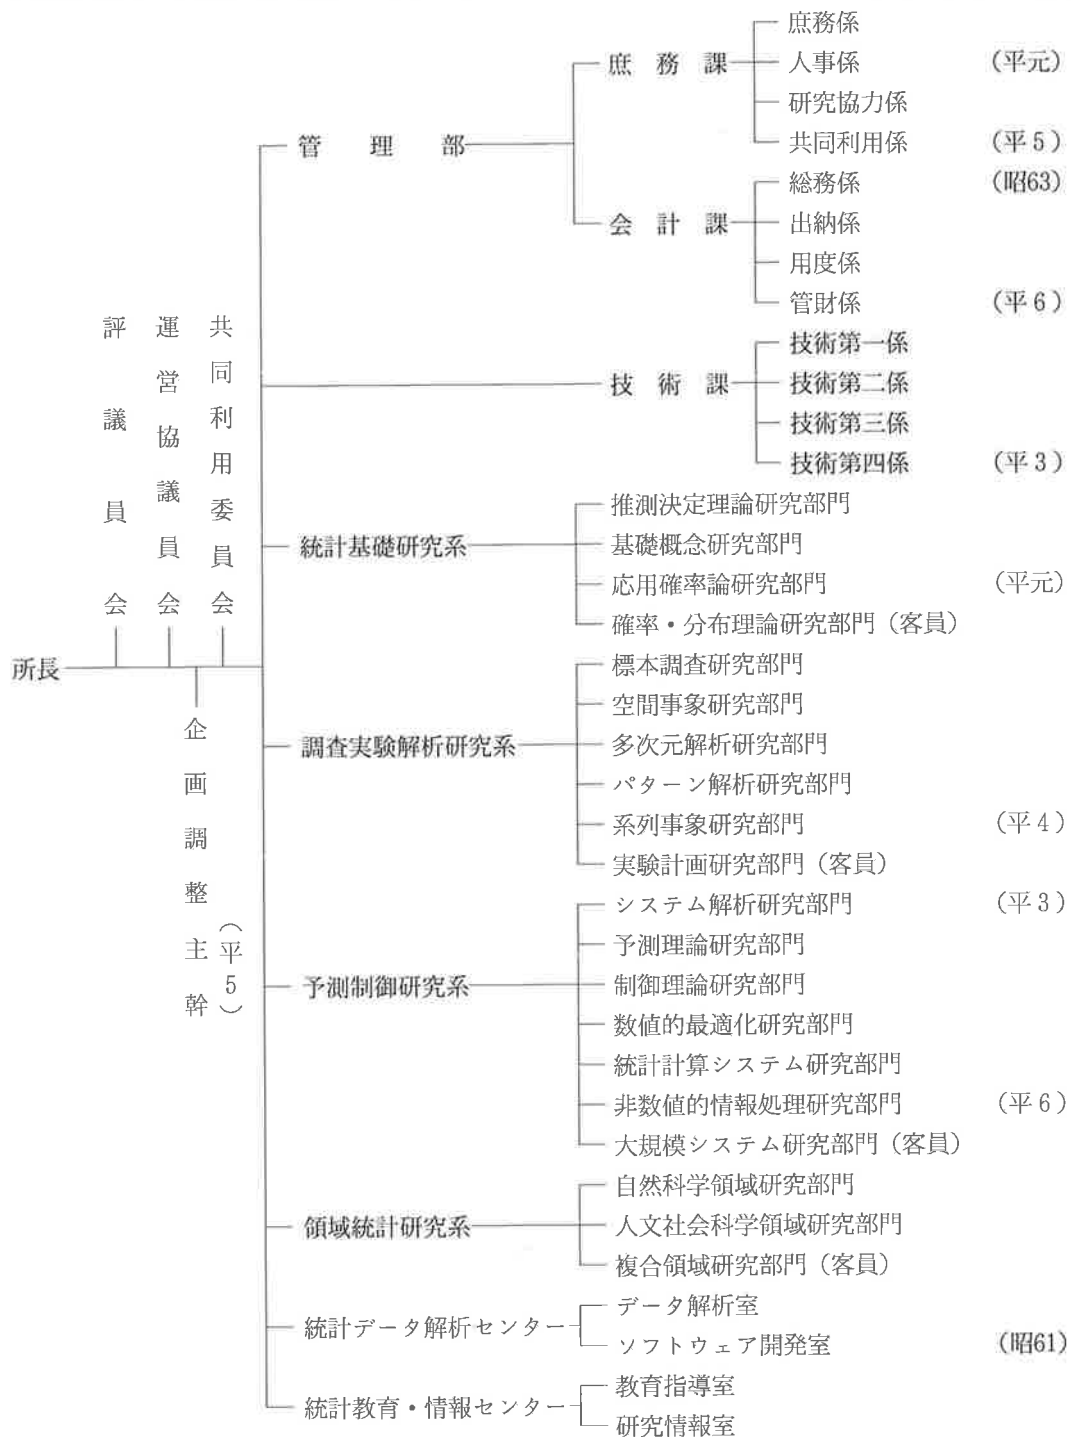 庶務係
庶務課 人事係 (平元)
研究協力係
管理部 共同利用係 (平5)
総務係 (昭63)
会計課 出納係
用度係
管財係 (平6)
評議員会
運営協議員会
共同利用委員会
技術第一係
技術課 技術第二係
技術第三係
技術第四係 (平3)
推測決定理論研究部門
統計基礎研究系 基礎概念研究部門
応用確率論研究部門 (平元)
確率・分布理論研究部門(客員)
所長
企画調整主幹(平5)
標本調査研究部門
空間事象研究部門
調査実験解析研究系 多次元解析研究部門
パターン解析研究部門
系列事象研究部門 (平4)
実験計画研究部門(客員)
システム解析研究部門 (平3)
予測理論研究部門
予測制御研究系 制御理論研究部門
数値的最適化研究部門
統計計算システム研究部門
非数値的情報処理研究部門 (平6)
大規模システム研究部門(客員)
自然科学領域研究部門
領域統計研究系 人文社会科学領域研究部門
複合領域研究部門(客員)
統計データ解析センター データ解析室
ソフトウェア開発室 (昭61)
統計教育・情報センター 教育指導室
研究情報室